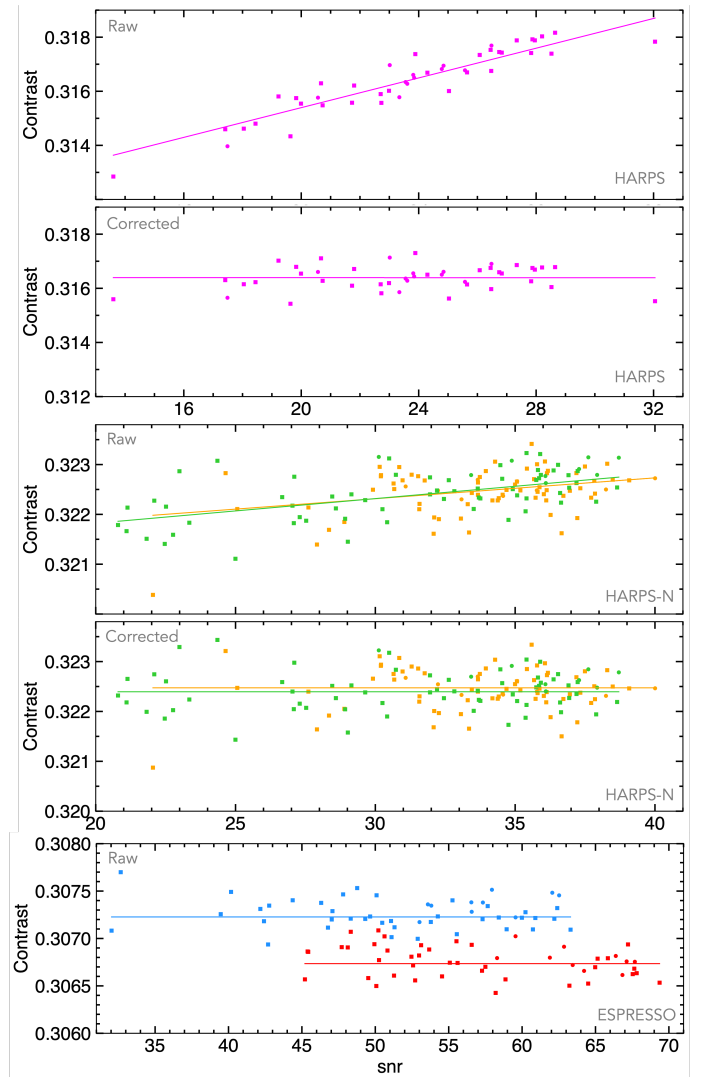 Raw
0.318
0.316
0.314
Contrast
HARPS
Corrected
0.318
0.316
0.314
0.312
Contrast
HARPS
16 20 24 28 32
Raw
0.323
0.322
0.321
Contrast
HARPS-N
Corrected
0.323
0.322
0.321
0.320
Contrast
HARPS-N
20 25 30 35 40
0.3080
Raw
0.3075
0.3070
0.3065
0.3060
Contrast
ESPRESSO
35 40 45 50 55 60 65 70
snr